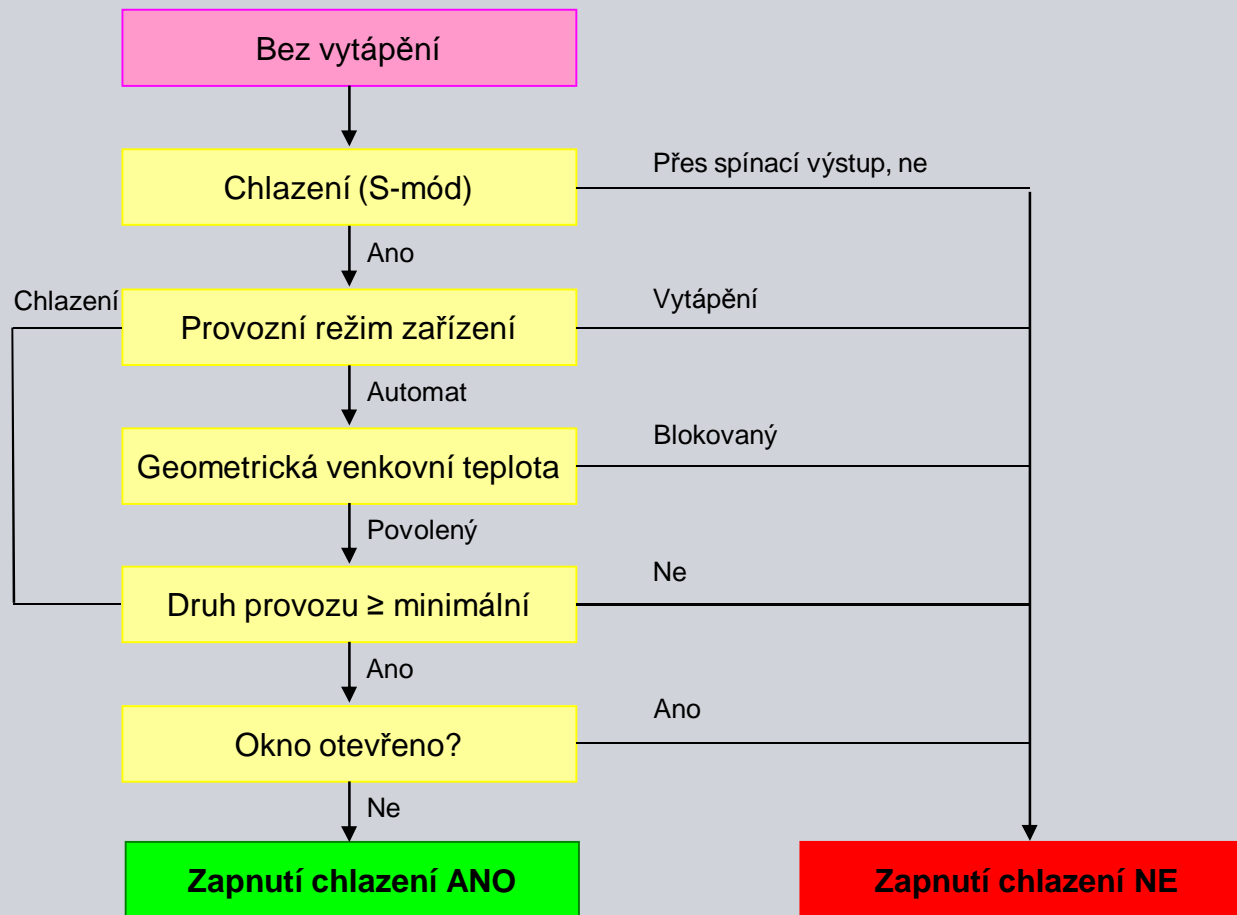 Bez vytápění
Chlazení (S-mód)
Přes spínací výstup, ne
Ano
Chlazení
Provozní režim zařízení
Vytápění
Automat
Geometrická venkovní teplota
Blokovaný
Povolený
Druh provozu ≥ minimální
Ne
Ano
Okno otevřeno?
Ano
Ne
Zapnutí chlazení ANO
Zapnutí chlazení NE